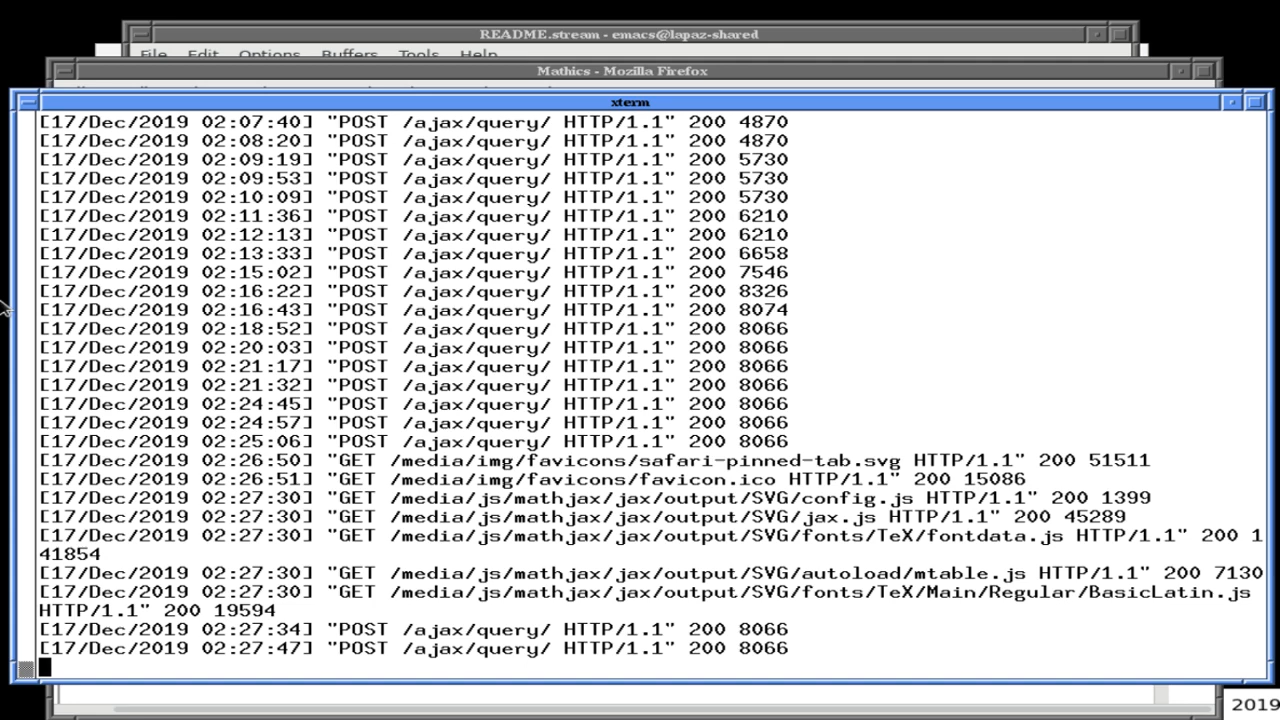 README.stream - emacs@lapaz-shared
File Edit Options Buffers Tools Help
Mathics - Mozilla Firefox
xterm
[17/Dec/2019 02:07:40] "POST /ajax/query/ HTTP/1.1" 200 4870
[17/Dec/2019 02:08:20] "POST /ajax/query/ HTTP/1.1" 200 4870
[17/Dec/2019 02:09:19] "POST /ajax/query/ HTTP/1.1" 200 5730
[17/Dec/2019 02:09:53] "POST /ajax/query/ HTTP/1.1" 200 5730
[17/Dec/2019 02:10:09] "POST /ajax/query/ HTTP/1.1" 200 5730
[17/Dec/2019 02:11:36] "POST /ajax/query/ HTTP/1.1" 200 6210
[17/Dec/2019 02:12:13] "POST /ajax/query/ HTTP/1.1" 200 6210
[17/Dec/2019 02:13:33] "POST /ajax/query/ HTTP/1.1" 200 6658
[17/Dec/2019 02:15:02] "POST /ajax/query/ HTTP/1.1" 200 7546
[17/Dec/2019 02:16:22] "POST /ajax/query/ HTTP/1.1" 200 8326
[17/Dec/2019 02:16:43] "POST /ajax/query/ HTTP/1.1" 200 8074
[17/Dec/2019 02:18:52] "POST /ajax/query/ HTTP/1.1" 200 8066
[17/Dec/2019 02:20:03] "POST /ajax/query/ HTTP/1.1" 200 8066
[17/Dec/2019 02:21:17] "POST /ajax/query/ HTTP/1.1" 200 8066
[17/Dec/2019 02:21:32] "POST /ajax/query/ HTTP/1.1" 200 8066
[17/Dec/2019 02:24:45] "POST /ajax/query/ HTTP/1.1" 200 8066
[17/Dec/2019 02:24:57] "POST /ajax/query/ HTTP/1.1" 200 8066
[17/Dec/2019 02:25:06] "POST /ajax/query/ HTTP/1.1" 200 8066
[17/Dec/2019 02:26:50] "GET /media/img/favicons/safari-pinned-tab.svg HTTP/1.1" 200 51511
[17/Dec/2019 02:26:51] "GET /media/img/favicons/favicon.ico HTTP/1.1" 200 15086
[17/Dec/2019 02:27:30] "GET /media/js/mathjax/jax/output/SVG/config.js HTTP/1.1" 200 1399
[17/Dec/2019 02:27:30] "GET /media/js/mathjax/jax/output/SVG/jax.js HTTP/1.1" 200 45289
[17/Dec/2019 02:27:30] "GET /media/js/mathjax/jax/output/SVG/fonts/TeX/fontdata.js HTTP/1.1" 200 1
41854
[17/Dec/2019 02:27:30] "GET /media/js/mathjax/jax/output/SVG/autoload/mtable.js HTTP/1.1" 200 7130
[17/Dec/2019 02:27:30] "GET /media/js/mathjax/jax/output/SVG/fonts/TeX/Main/Regular/BasicLatin.js
HTTP/1.1" 200 19594
[17/Dec/2019 02:27:34] "POST /ajax/query/ HTTP/1.1" 200 8066
[17/Dec/2019 02:27:47] "POST /ajax/query/ HTTP/1.1" 200 8066
2019